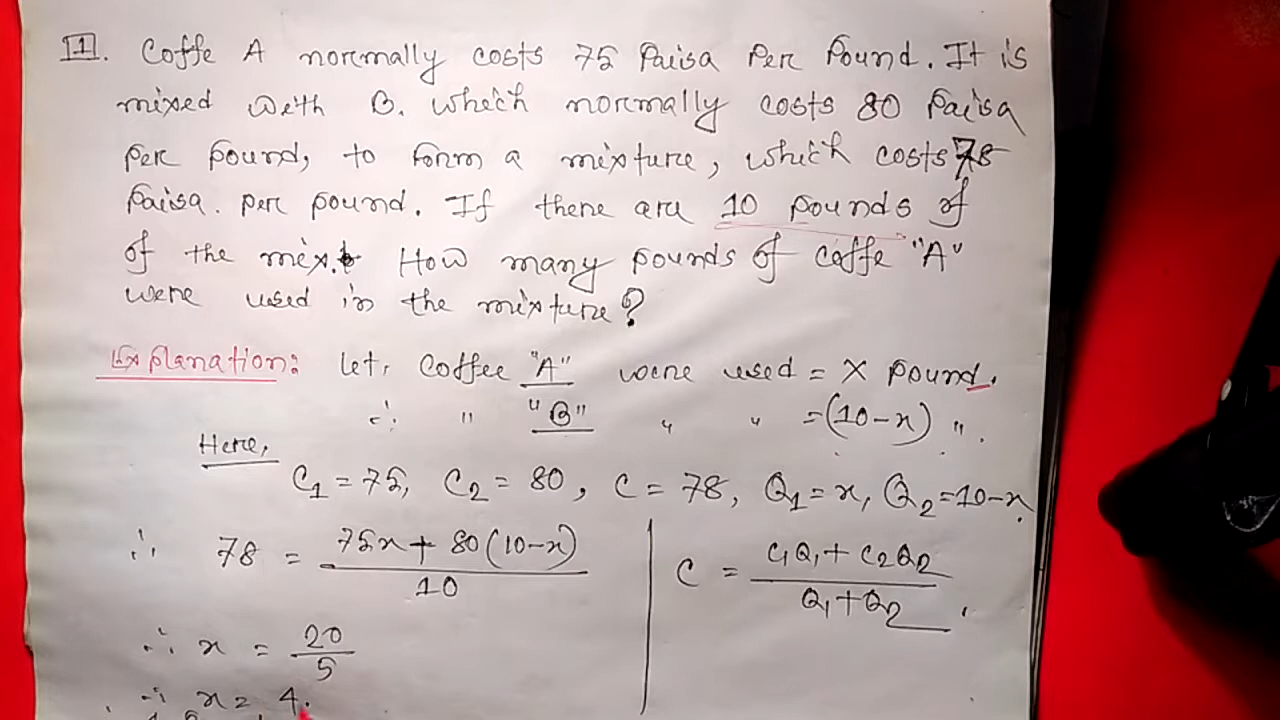 1. Coffe A normally costs 75 Paisa Per Pound. It is
mixed with B. which normally costs 80 Paisa
per pound, to form a mixture, which costs 78
Paisa. per pound. If there are 10 pounds of
of the mix. How many pounds of coffe "A"
were used in the mixture?
Explanation: let, Coffee "A" were used = x pound.
∴ " "B" " " = (10-x) ".
Here,
C₁ = 75, C₂ = 80, C = 78, Q₁ = x, Q₂ = 10-x.
∴ 78 = (75x + 80(10-x))/10
C = (C₁Q₁ + C₂Q₂)/(Q₁ + Q₂).
∴ x = 20/5
∴ x = 4.